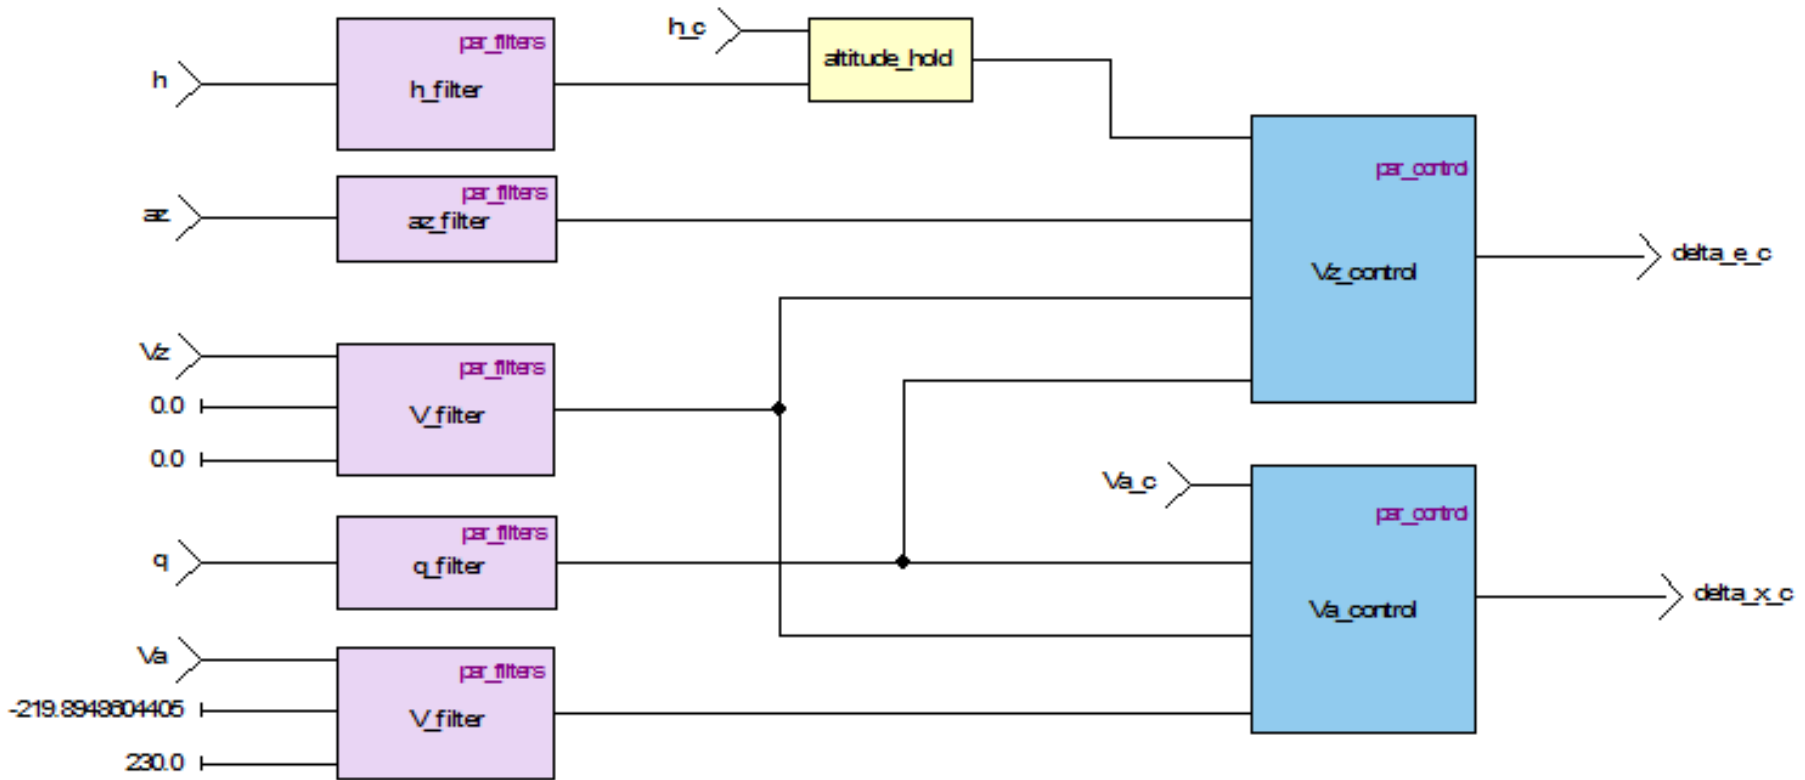 h_c
par_filters
altitude_hold
h
h_filter
par_control
par_filters
az
az_filter
delta_e_c
Vz_control
Vz
par_filters
0.0
V_filter
0.0
Va_c
par_control
par_filters
q
q_filter
delta_x_c
Va_control
Va
par_filters
-219.8948604405
V_filter
230.0